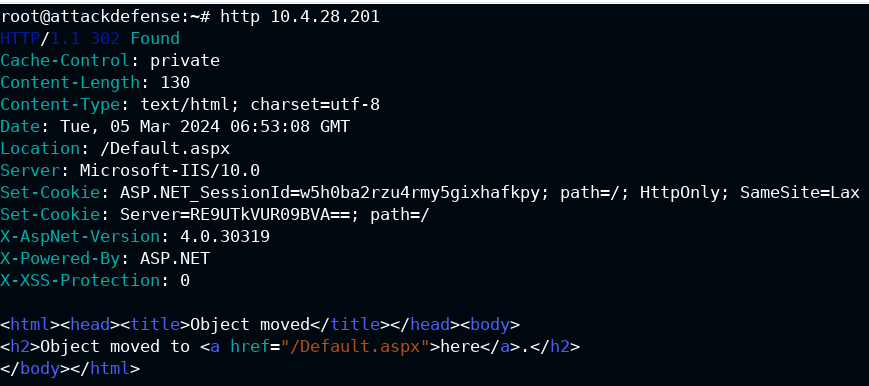 root@attackdefense:~# http 10.4.28.201
HTTP/1.1 302 Found
Cache-Control: private
Content-Length: 130
Content-Type: text/html; charset=utf-8
Date: Tue, 05 Mar 2024 06:53:08 GMT
Location: /Default.aspx
Server: Microsoft-IIS/10.0
Set-Cookie: ASP.NET_SessionId=w5h0ba2rzu4rmy5gixhafkpy; path=/; HttpOnly; SameSite=Lax
Set-Cookie: Server=RE9UTkVUR09BVA==; path=/
X-AspNet-Version: 4.0.30319
X-Powered-By: ASP.NET
X-XSS-Protection: 0
<html><head><title>Object moved</title></head><body>
<h2>Object moved to <a href="/Default.aspx">here</a>.</h2>
</body></html>